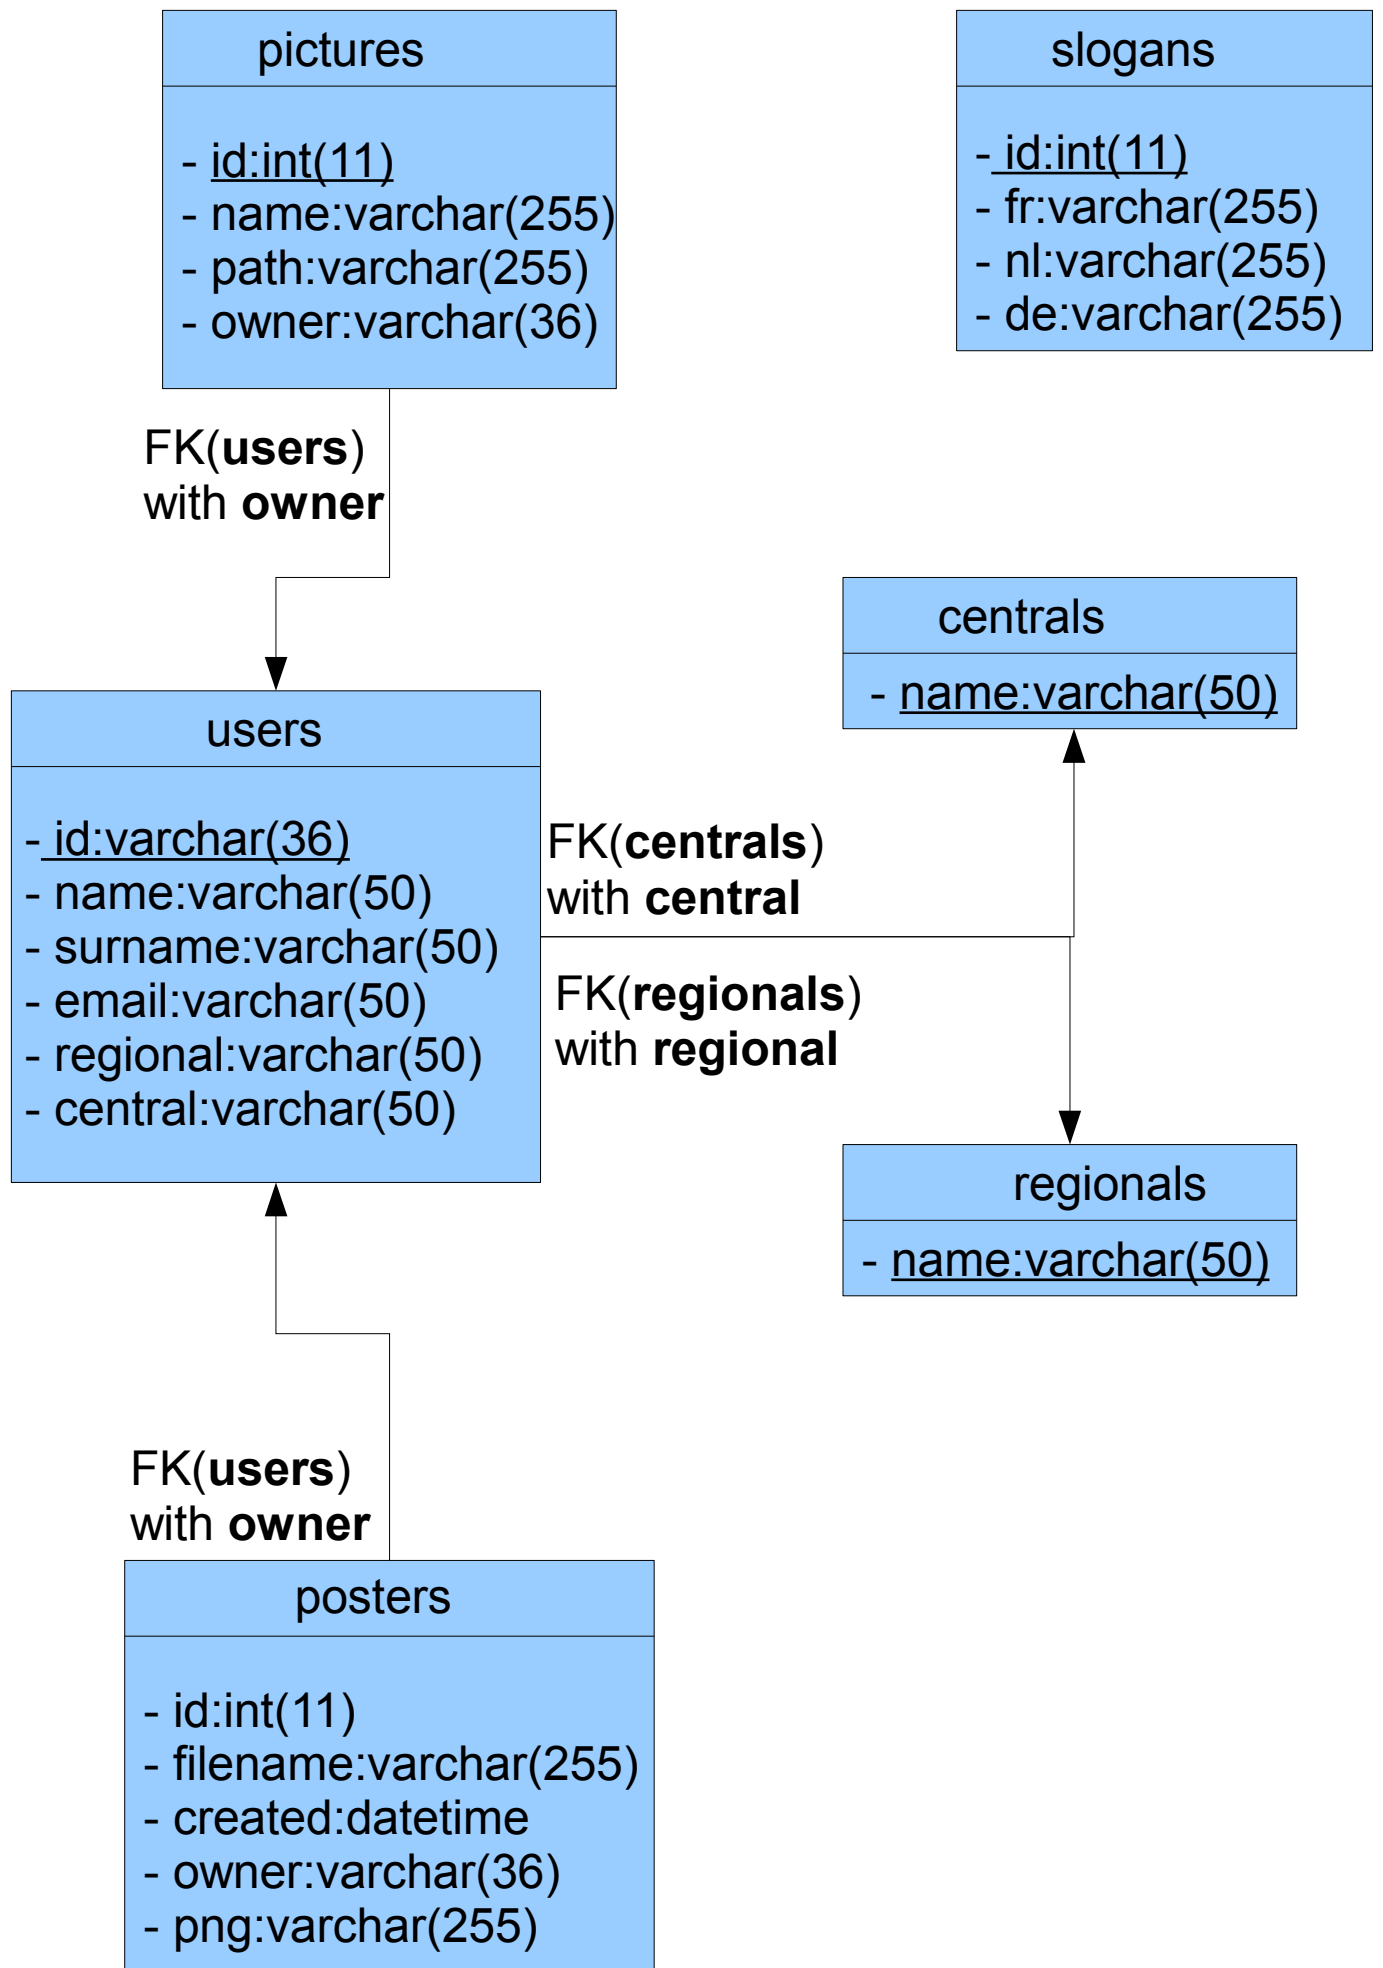 pictures
- id:int(11)
- name:varchar(255)
- path:varchar(255)
- owner:varchar(36)
slogans
- id:int(11)
- fr:varchar(255)
- nl:varchar(255)
- de:varchar(255)
FK(users)
with owner
centrals
- name:varchar(50)
users
- id:varchar(36)
- name:varchar(50)
- surname:varchar(50)
- email:varchar(50)
- regional:varchar(50)
- central:varchar(50)
FK(centrals)
with central
FK(regionals)
with regional
regionals
- name:varchar(50)
FK(users)
with owner
posters
- id:int(11)
- filename:varchar(255)
- created:datetime
- owner:varchar(36)
- png:varchar(255)